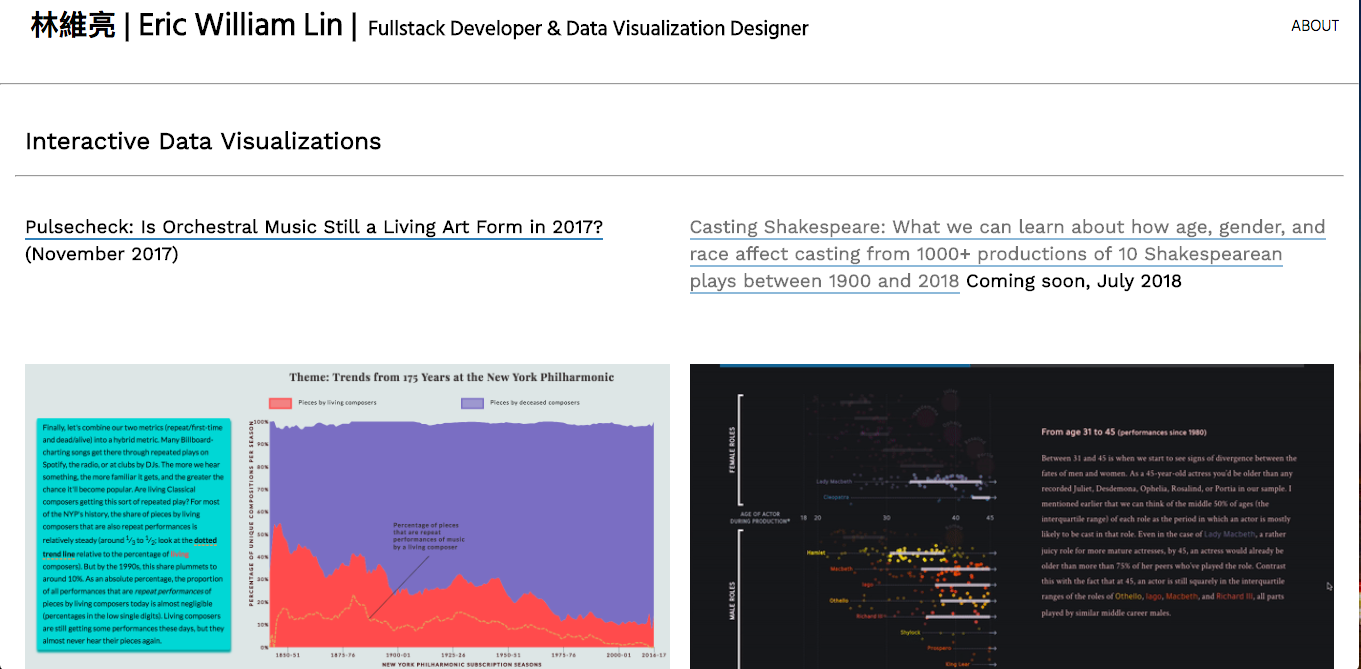 林維亮 | Eric William Lin | Fullstack Developer & Data Visualization Designer
ABOUT
Interactive Data Visualizations
Pulsecheck: Is Orchestral Music Still a Living Art Form in 2017?
(November 2017)
Casting Shakespeare: What we can learn about how age, gender, and
race affect casting from 1000+ productions of 10 Shakespearean
plays between 1900 and 2018 Coming soon, July 2018
Theme: Trends from 175 Years at the New York Philharmonic
Pieces by living composers
Pieces by deceased composers
Finally, let's combine our two metrics (repeat/first-time
and dead/alive) into a hybrid metric. Many Billboard-
charting songs get there through repeated plays on
Spotify, the radio, or at clubs by DJs. The more we hear
something, the more familiar it gets, and the greater the
chance it'll become popular. Are living Classical
composers getting this sort of repeated play? For most
of the NYP's history, the share of pieces by living
composers that are also repeat performances is
relatively steady (around 1/3 to 1/5; look at the dotted
trend line relative to the percentage of living
composers). But by the 1990s, this share plummets to
around 10%. As an absolute percentage, the proportion
of all performances that are repeat performances of
pieces by living composers today is almost negligible
(percentages in the low single digits). Living composers
are still getting some performances these days, but they
almost never hear their pieces again.
PERCENTAGE OF UNIQUE COMPOSITIONS PER SEASON
100%
90%
80%
70%
60%
50%
40%
30%
20%
10%
0%
Percentage of pieces
that are repeat
performances of music
by a living composer
1850-51
1875-76
1900-01
1925-26
1950-51
1975-76
2000-01
2016-17
NEW YORK PHILHARMONIC SUBSCRIPTION SEASONS
FEMALE ROLES
Lady Macbeth
Cleopatra
AGE OF ACTOR
DURING PRODUCTION*
18
20
30
40
45
MALE ROLES
Hamlet
Macbeth
Iago
Othello
Richard III
Shylock
Prospero
King Lear
From age 31 to 45 (performances since 1980)
Between 31 and 45 is when we start to see signs of divergence between the
fates of men and women. As a 45-year-old actress you'd be older than any
recorded Juliet, Desdemona, Ophelia, Rosalind, or Portia in our sample. I
mentioned earlier that we can think of the middle 50% of ages (the
interquartile range) of each role as the period in which an actor is mostly
likely to be cast in that role. Even in the case of Lady Macbeth, a rather
juicy role for more mature actresses, by 45, an actress would already be
older than more than 75% of her peers who've played the role. Contrast
this with the fact that at 45, an actor is still squarely in the interquartile
ranges of the roles of Othello, Iago, Macbeth, and Richard III, all parts
played by similar middle career males.